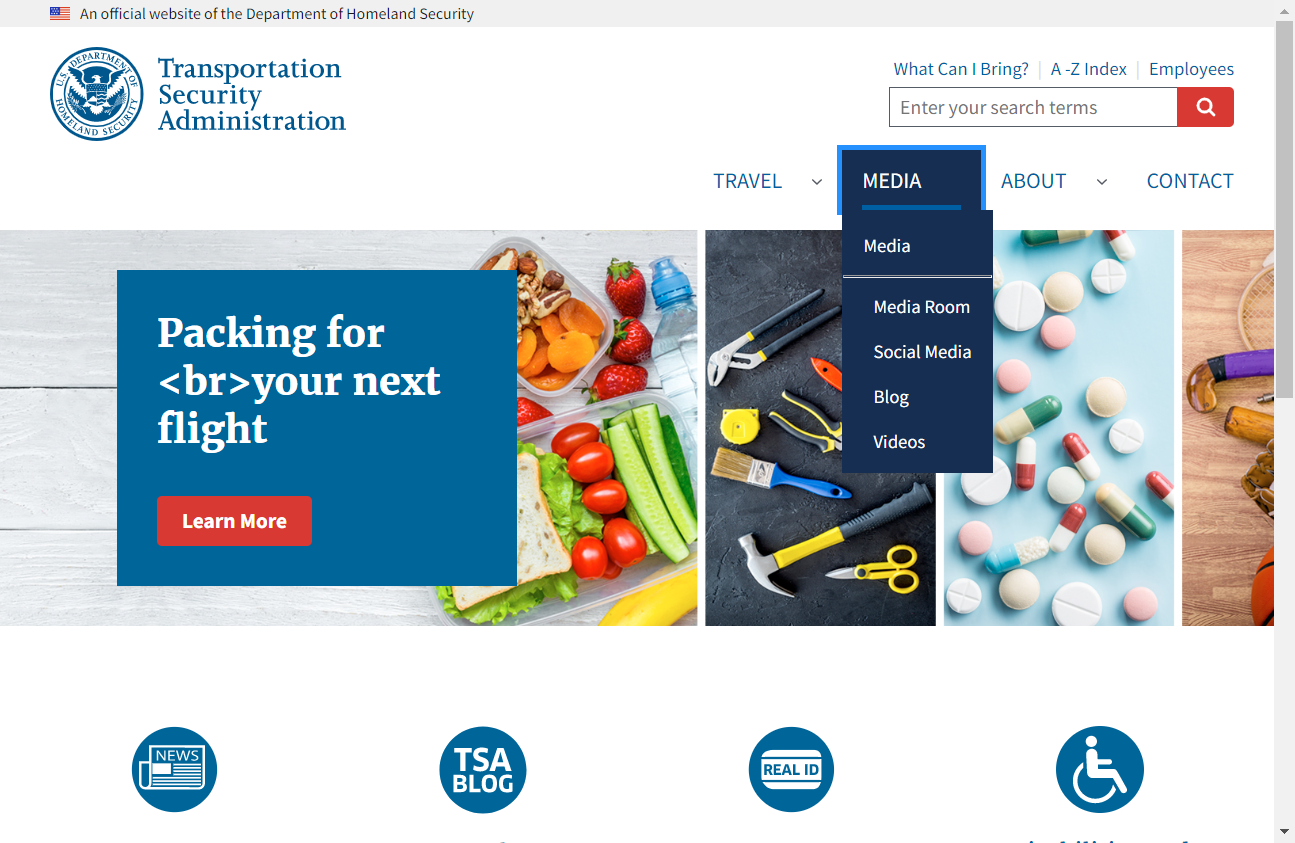 An official website of the Department of Homeland Security
U.S. DEPARTMENT OF HOMELAND SECURITY
Transportation
Security
Administration
What Can I Bring?
A -Z Index
Employees
Enter your search terms
TRAVEL
MEDIA
ABOUT
CONTACT
Media
Media Room
Social Media
Blog
Videos
Packing for
<br>your next
flight
Learn More
NEWS
TSA
BLOG
REAL ID